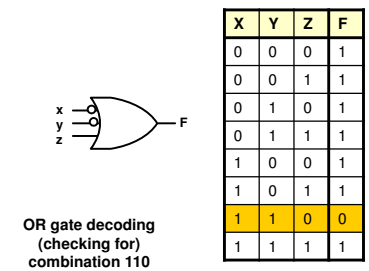 x
y
z
F
OR gate decoding
(checking for)
combination 110
X Y Z F
0 0 0 1
0 0 1 1
0 1 0 1
0 1 1 1
1 0 0 1
1 0 1 1
1 1 0 0
1 1 1 1